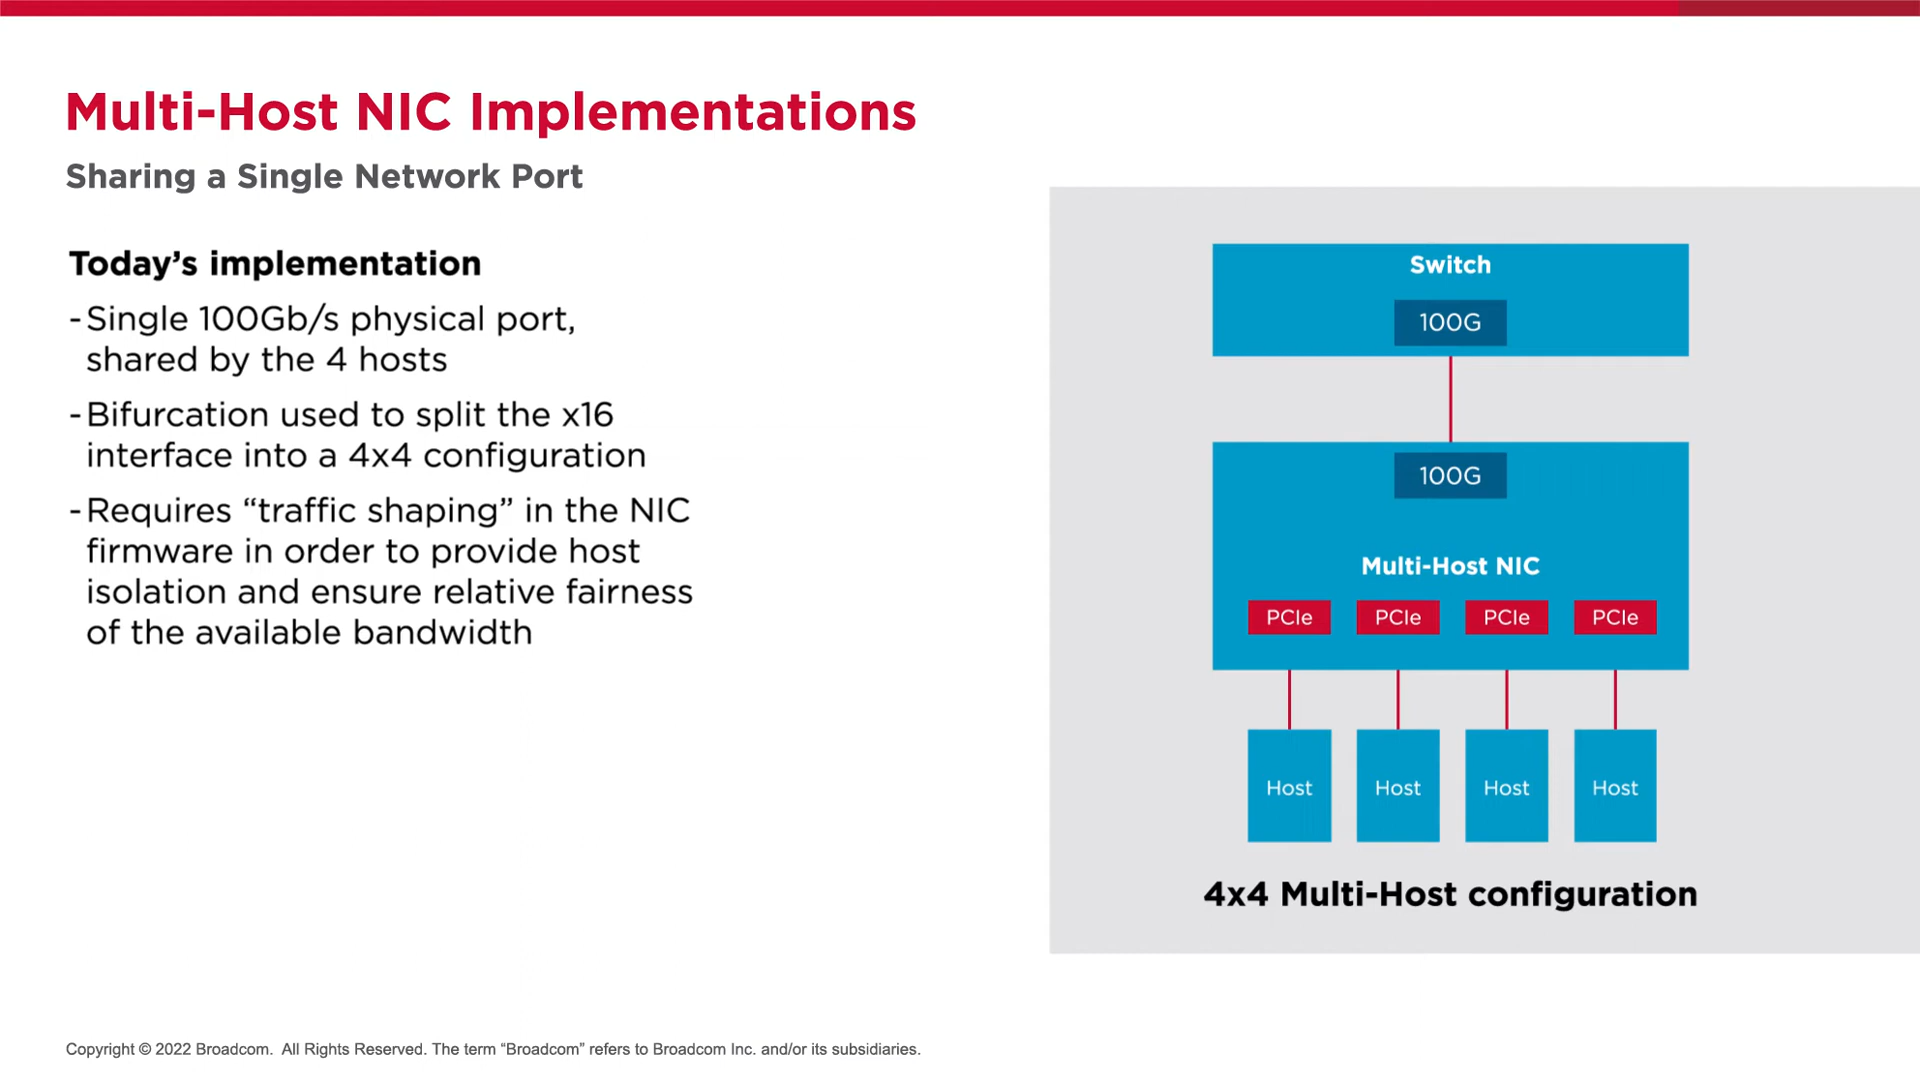 Multi-Host NIC Implementations
Sharing a Single Network Port
Today’s implementation
- Single 100Gb/s physical port,
shared by the 4 hosts
- Bifurcation used to split the x16
interface into a 4x4 configuration
- Requires “traffic shaping” in the NIC
firmware in order to provide host
isolation and ensure relative fairness
of the available bandwidth
Switch
100G
100G
Multi-Host NIC
PCIe PCIe PCIe PCIe
Host Host Host Host
4x4 Multi-Host configuration
Copyright © 2022 Broadcom. All Rights Reserved. The term “Broadcom” refers to Broadcom Inc. and/or its subsidiaries.